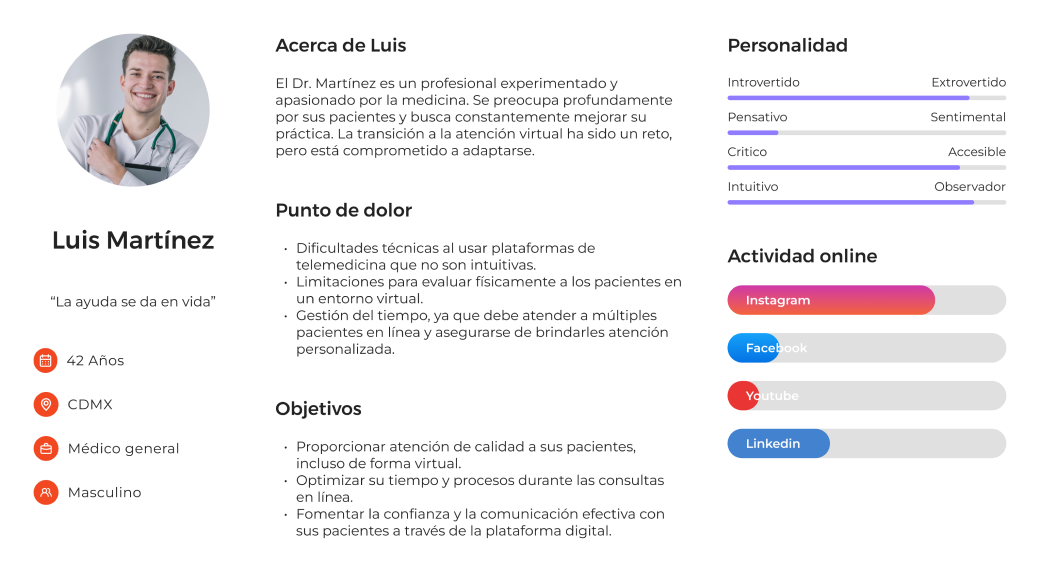 Luis Martínez
“La ayuda se da en vida”
42 Años
CDMX
Médico general
Masculino
Acerca de Luis
El Dr. Martínez es un profesional experimentado y
apasionado por la medicina. Se preocupa profundamente
por sus pacientes y busca constantemente mejorar su
práctica. La transición a la atención virtual ha sido un reto,
pero está comprometido a adaptarse.
Punto de dolor
• Dificultades técnicas al usar plataformas de
telemedicina que no son intuitivas.
• Limitaciones para evaluar físicamente a los pacientes en
un entorno virtual.
• Gestión del tiempo, ya que debe atender a múltiples
pacientes en línea y asegurarse de brindarles atención
personalizada.
Objetivos
• Proporcionar atención de calidad a sus pacientes,
incluso de forma virtual.
• Optimizar su tiempo y procesos durante las consultas
en línea.
• Fomentar la confianza y la comunicación efectiva con
sus pacientes a través de la plataforma digital.
Personalidad
Introvertido Extrovertido
Pensativo Sentimental
Critico Accesible
Intuitivo Observador
Actividad online
Instagram
Facebook
Youtube
Linkedin